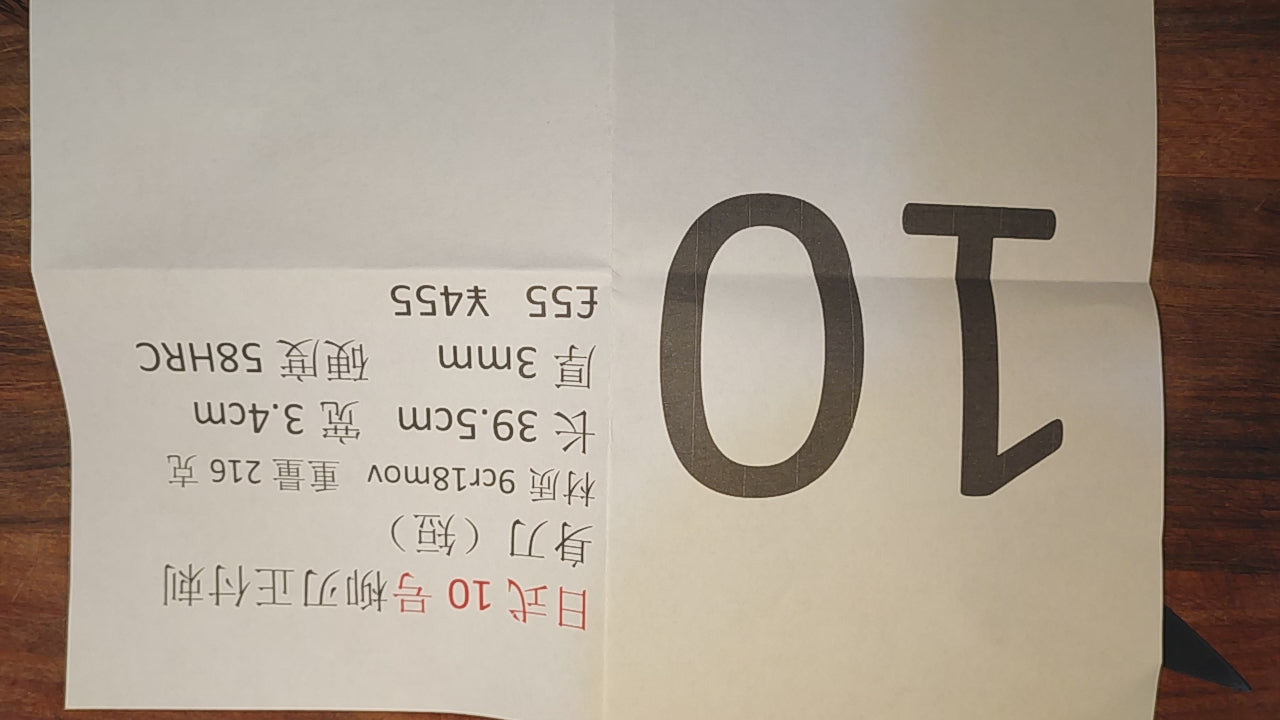 10
日式 10 号柳刃正付刺
身刀（短）
材质 9cr18mov 重量 216 克
长 39.5cm 宽 3.4cm
厚 3mm 硬度 58HRC
£55 ¥455